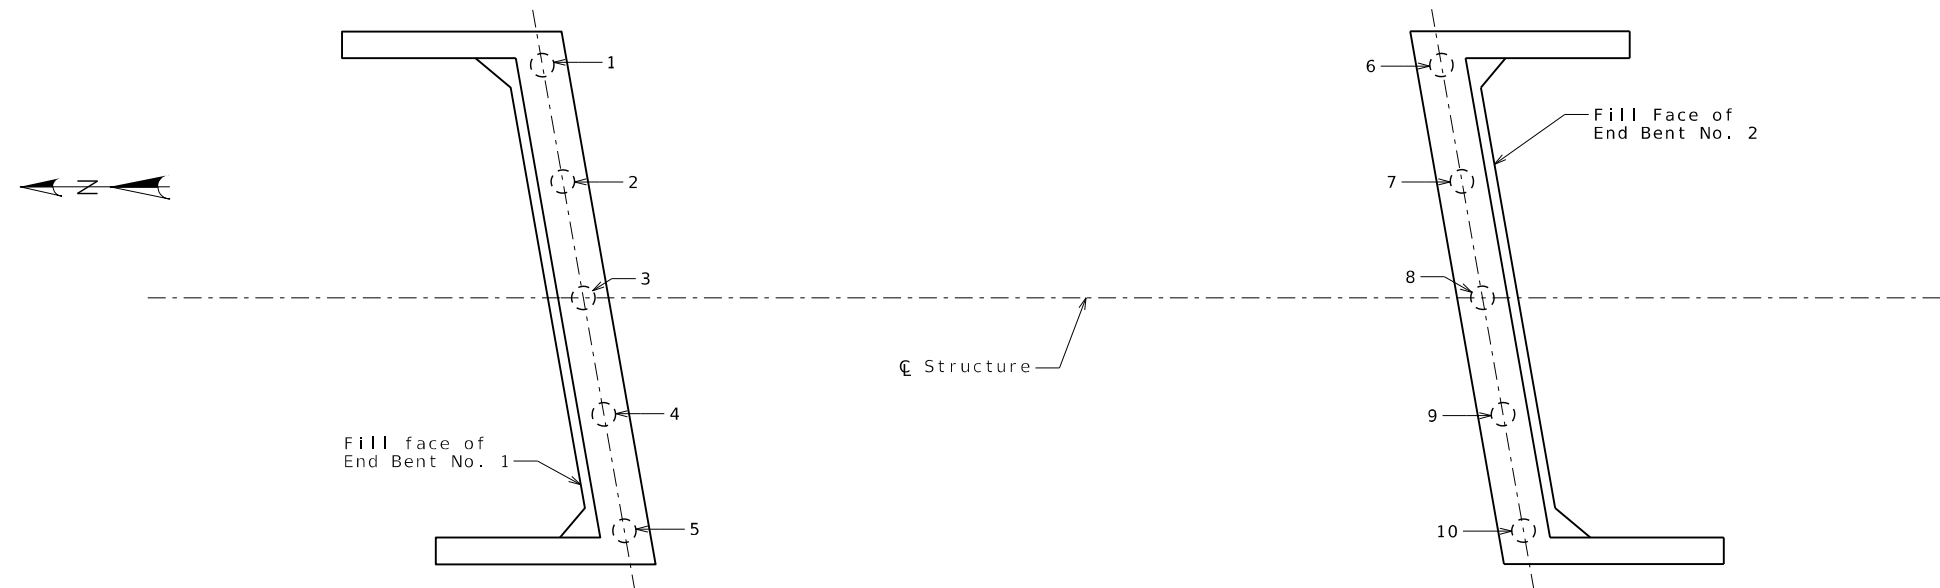 1
6
Fill Face of
End Bent No. 2
N
2
7
3
8
℄ Structure
4
9
Fill face of
End Bent No. 1
5
10